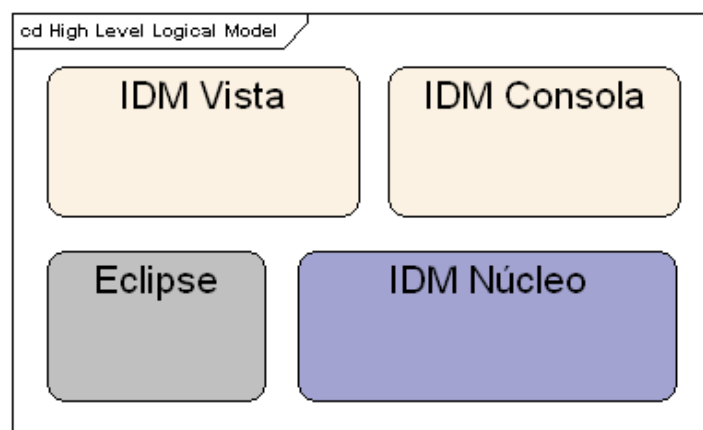 cd High Level Logical Model
IDM Vista
IDM Consola
Eclipse
IDM Núcleo